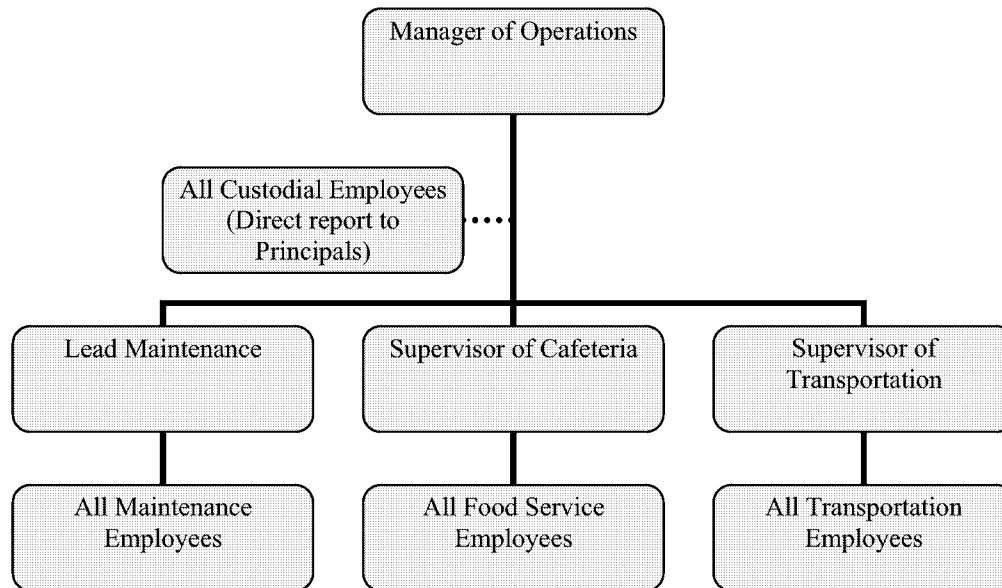 Manager of Operations
All Custodial Employees
(Direct report to
Principals)
Lead Maintenance
Supervisor of Cafeteria
Supervisor of
Transportation
All Maintenance
Employees
All Food Service
Employees
All Transportation
Employees